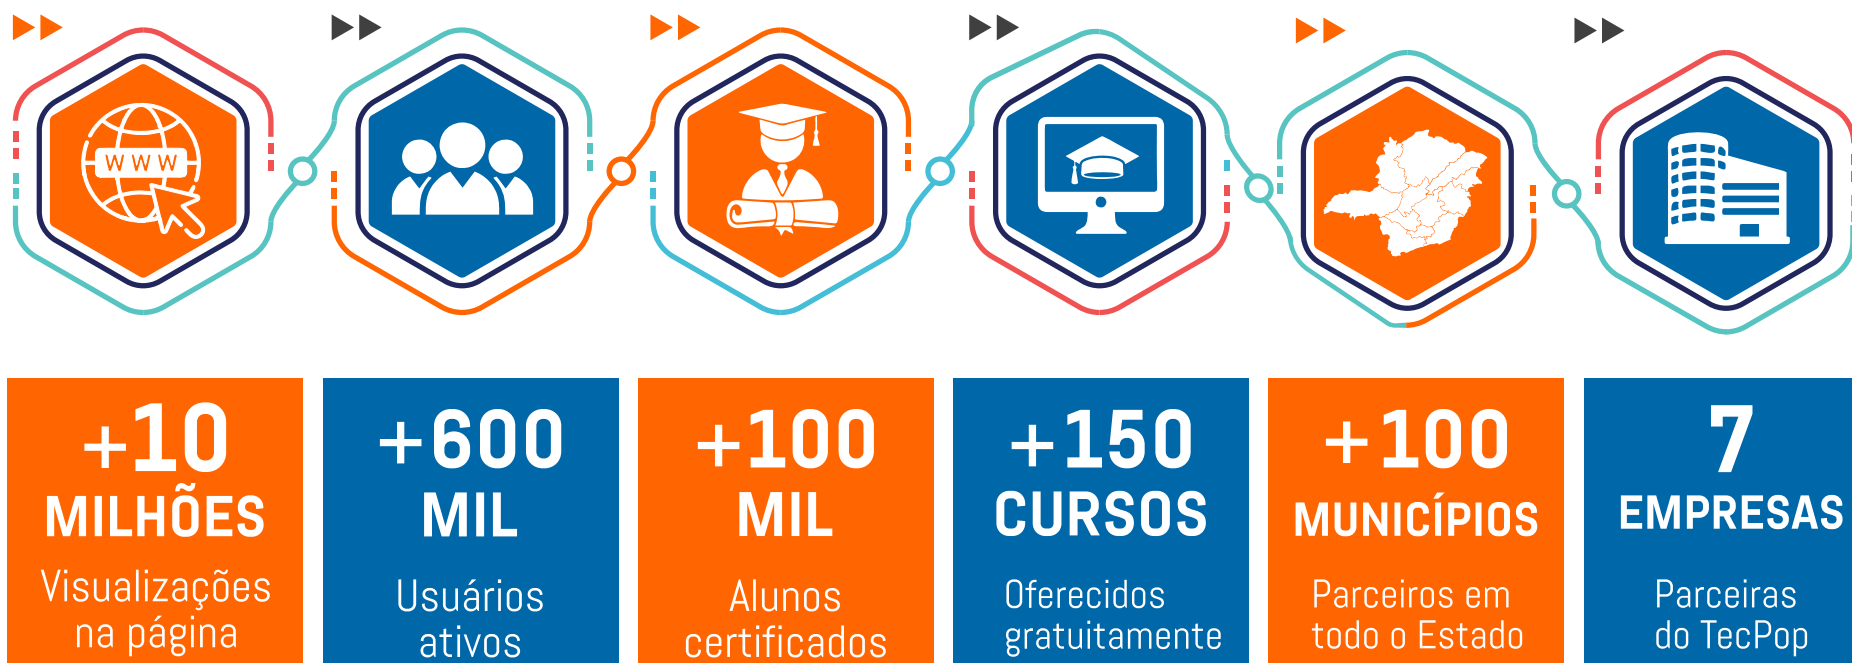 WWW
+10
MILHÕES
Visualizações
na página
+600
MIL
Usuários
ativos
+100
MIL
Alunos
certificados
+150
CURSOS
Oferecidos
gratuitamente
+100
MUNICÍPIOS
Parceiros em
todo o Estado
7
EMPRESAS
Parceiras
do TecPop